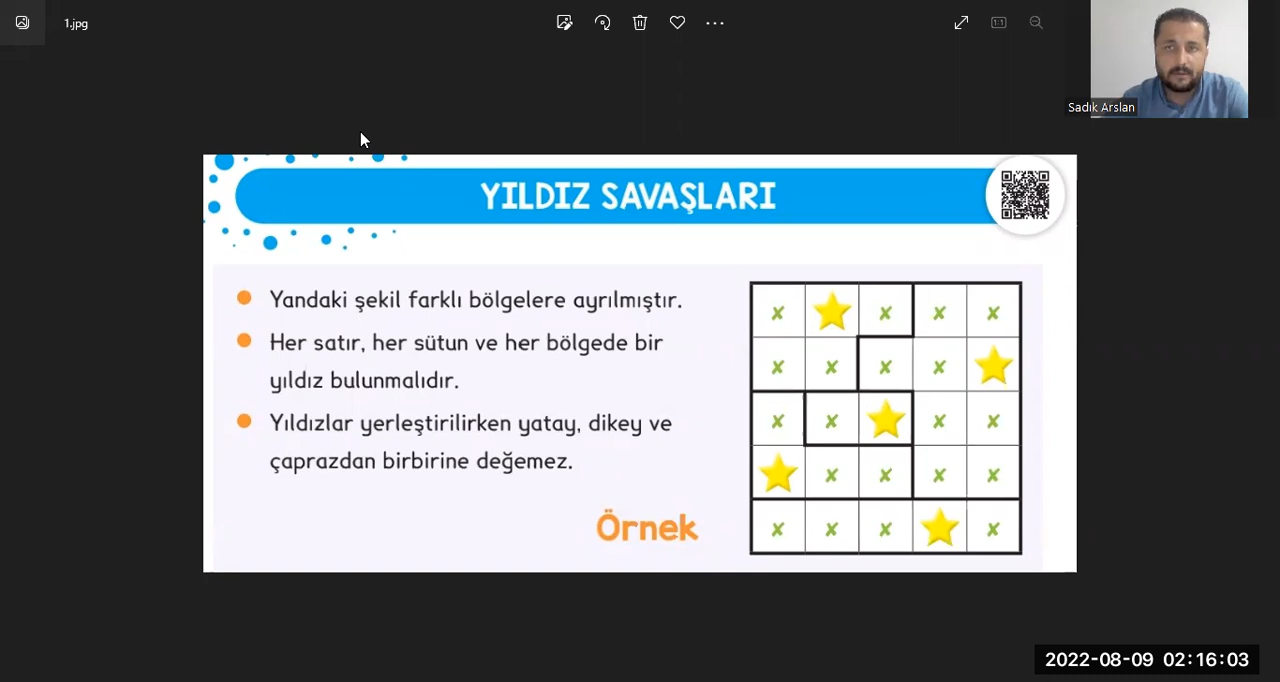 1.jpg
Sadık Arslan
YILDIZ SAVAŞLARI
Yandaki şekil farklı bölgelere ayrılmıştır.
Her satır, her sütun ve her bölgede bir
yıldız bulunmalıdır.
Yıldızlar yerleştirilirken yatay, dikey ve
çaprazdan birbirine değemez.
Örnek
2022-08-09 02:16:03